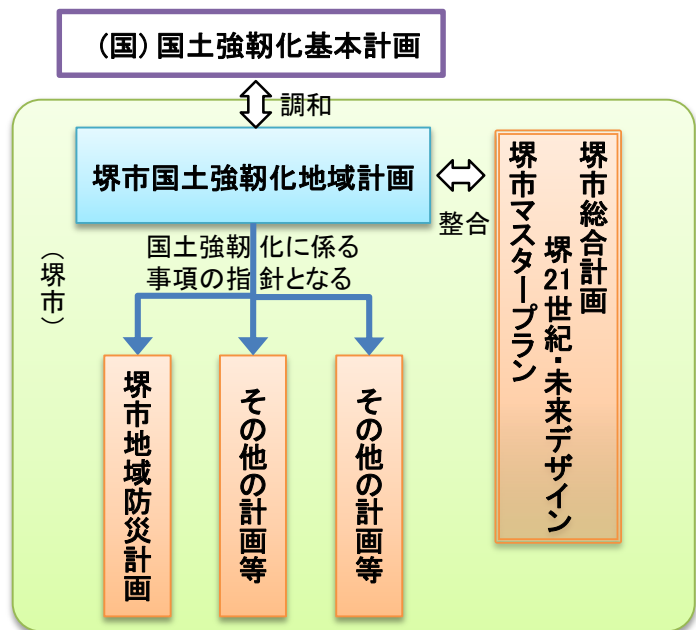 （国）国土強靱化基本計画
調和
堺市国土強靱化地域計画
整合
堺市総合計画
堺21世紀・未来デザイン
堺市マスタープラン
（堺市）
国土強靱化に係る
事項の指針となる
堺市地域防災計画
その他の計画等
その他の計画等